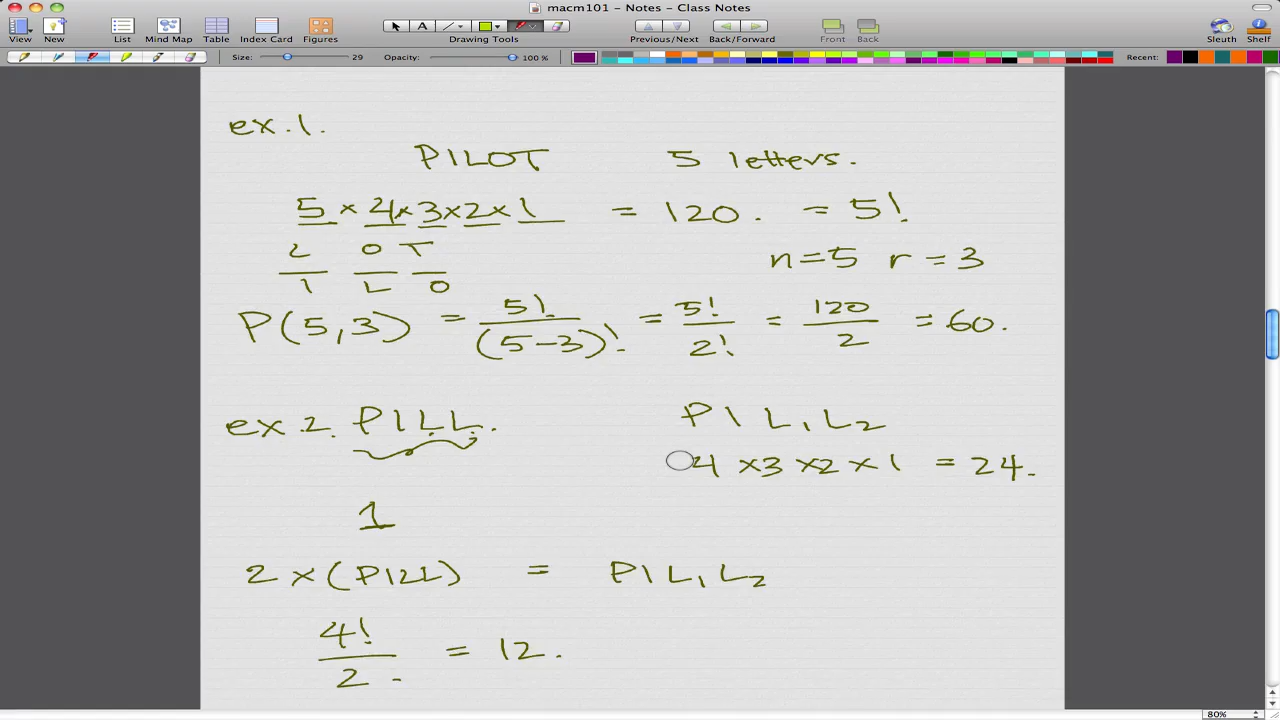 macm101 - Notes - Class Notes
View New List Mind Map Table Index Card Figures Drawing Tools Previous/Next Back/Forward Front Back Sleuth Shelf
Size: 29 Opacity: 100 % Recent:
ex.1.
PILOT 5 letters.
5 × 4 × 3 × 2 × 1 = 120. = 5!
L O T
I L O
n=5 r=3
P(5,3) = 5!/(5-3)! = 5!/2! = 120/2 = 60.
ex 2. PILL. P I L₁ L₂
4 ×3 ×2 ×1 = 24.
1
2 × (PILL) = P I L₁ L₂
4!/2. = 12.
80%